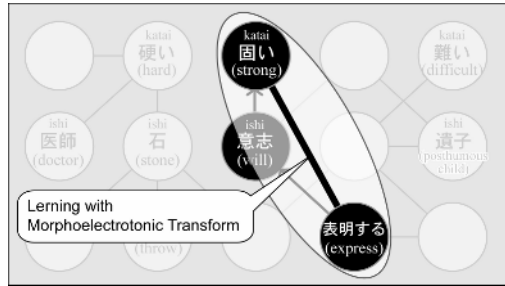 katai
硬い
(hard)
katai
固い
(strong)
katai
難い
(difficult)
ishi
医師
(doctor)
ishi
石
(stone)
ishi
意志
(will)
ishi
遺子
(posthumous
child)
Lerning with
Morphoelectrotonic Transform
(throw)
表明する
(express)